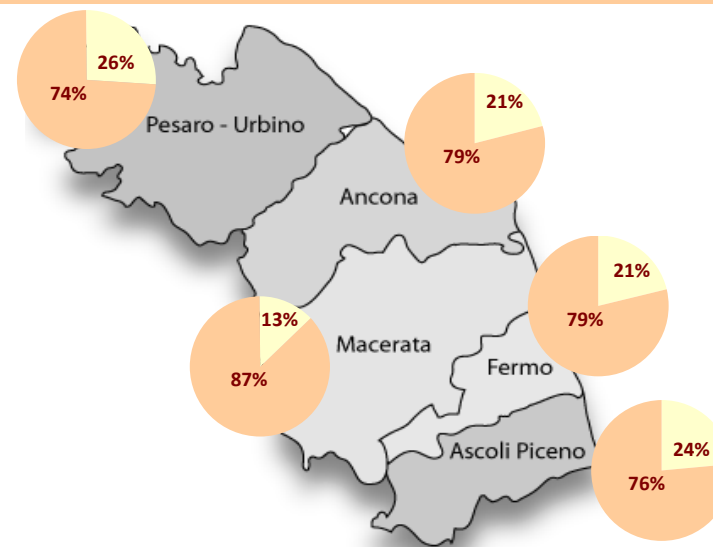 26%
74%
Pesaro - Urbino
21%
79%
Ancona
21%
79%
13%
87%
Macerata
Fermo
Ascoli Piceno
24%
76%